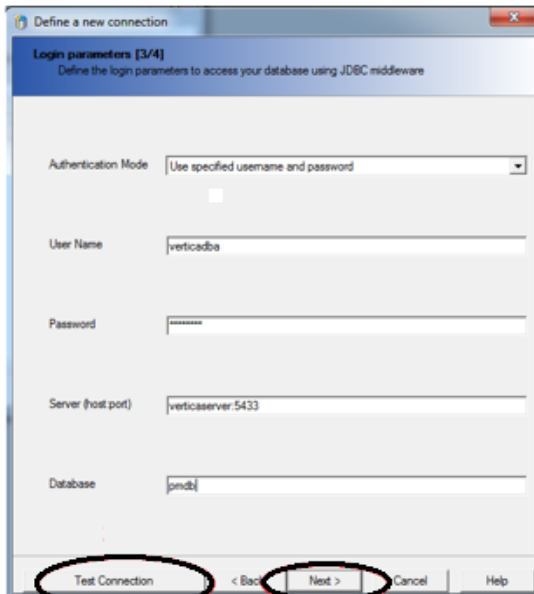 Define a new connection
Login parameters [3/4]
Define the login parameters to access your database using JDBC middleware
Authentication Mode Use specified username and password
User Name verticadba
Password ********
Server (host:port) verticaserver:5433
Database pmdb
Test Connection < Back Next > Cancel Help